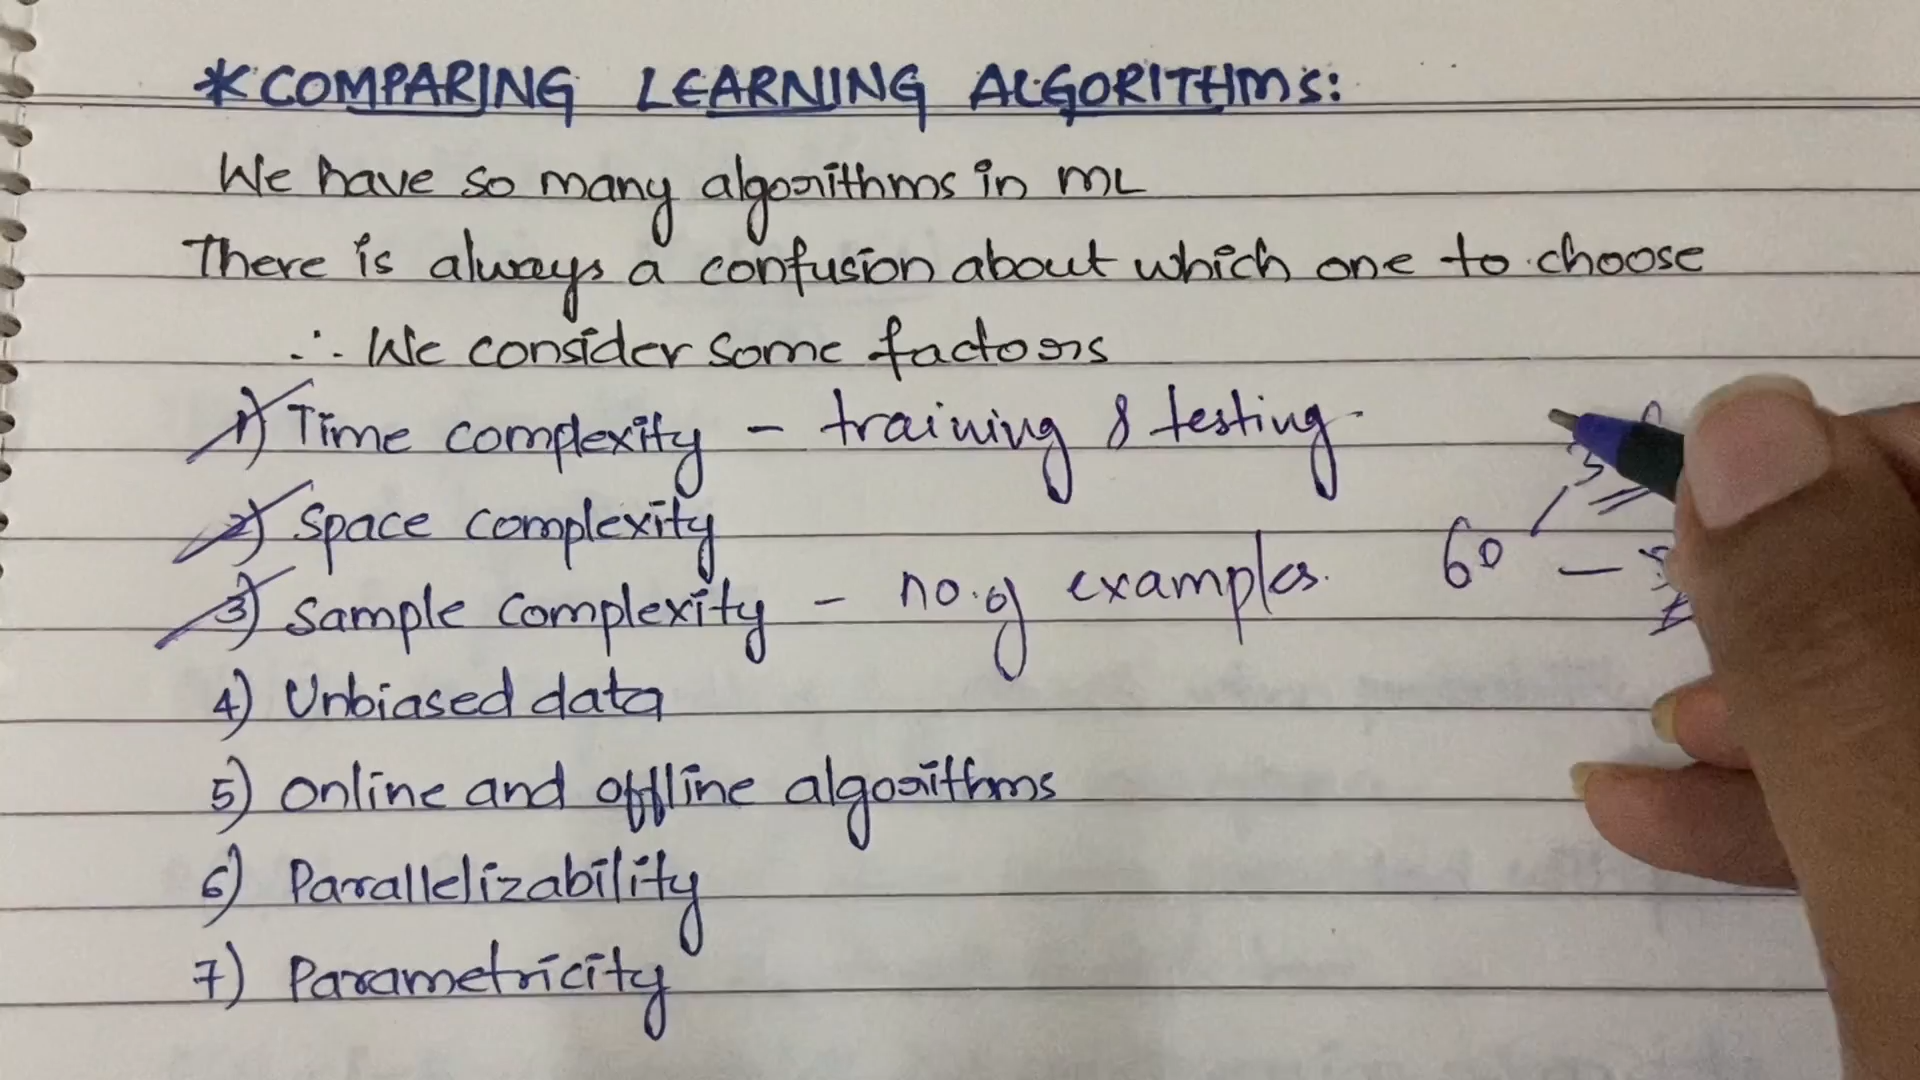 *COMPARING LEARNING ALGORITHMS:
We have so many algorithms in ML
There is always a confusion about which one to choose
∴ We consider some factors
1) Time complexity - training & testing.
2) Space complexity
3) Sample complexity - no.of examples. 60 -
4) Unbiased data
5) Online and offline algorithms
6) Parallelizability
7) Parametricity